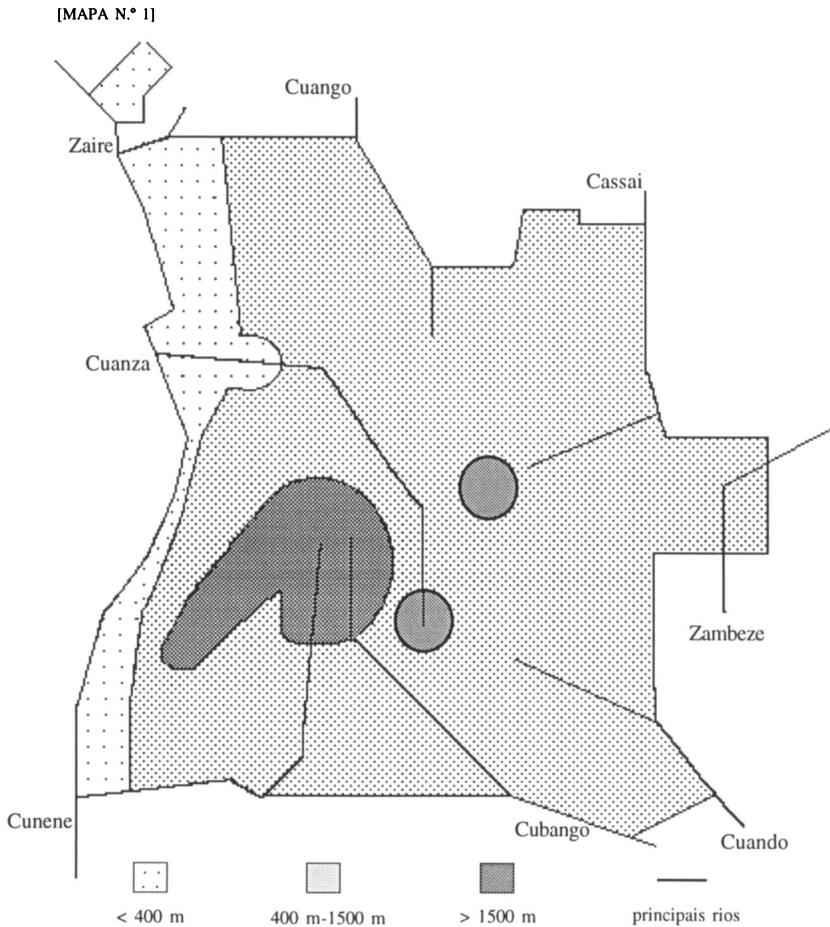 [MAPA N.º 1]
Cuango
Zaire
Cassai
Cuanza
Zambeze
Cunene
Cubango
Cuando
< 400 m
400 m-1500 m
> 1500 m
principais rios